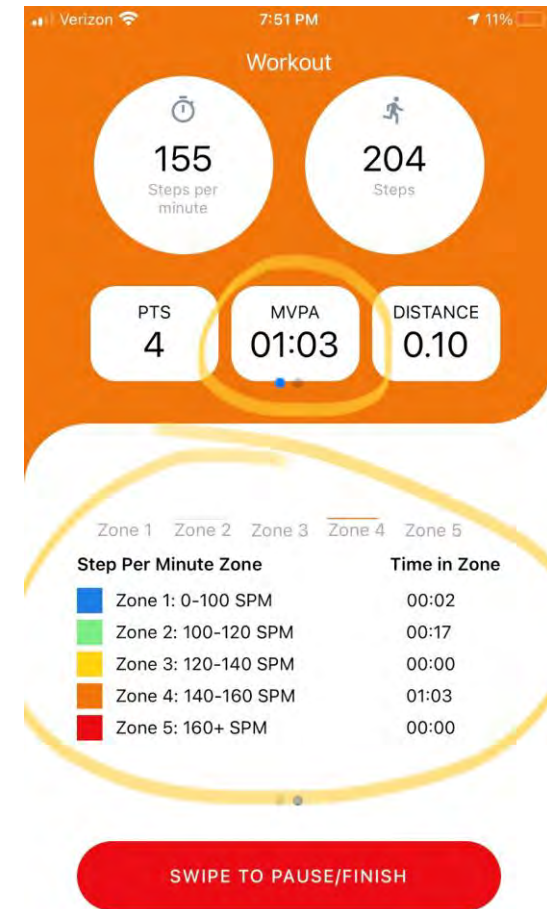 Verizon 7:51 PM 11%
Workout
155 204
Steps per Steps
minute
PTS MVPA DISTANCE
4 01:03 0.10
Zone 1 Zone 2 Zone 3 Zone 4 Zone 5
Step Per Minute Zone Time in Zone
Zone 1: 0-100 SPM 00:02
Zone 2: 100-120 SPM 00:17
Zone 3: 120-140 SPM 00:00
Zone 4: 140-160 SPM 01:03
Zone 5: 160+ SPM 00:00
SWIPE TO PAUSE/FINISH